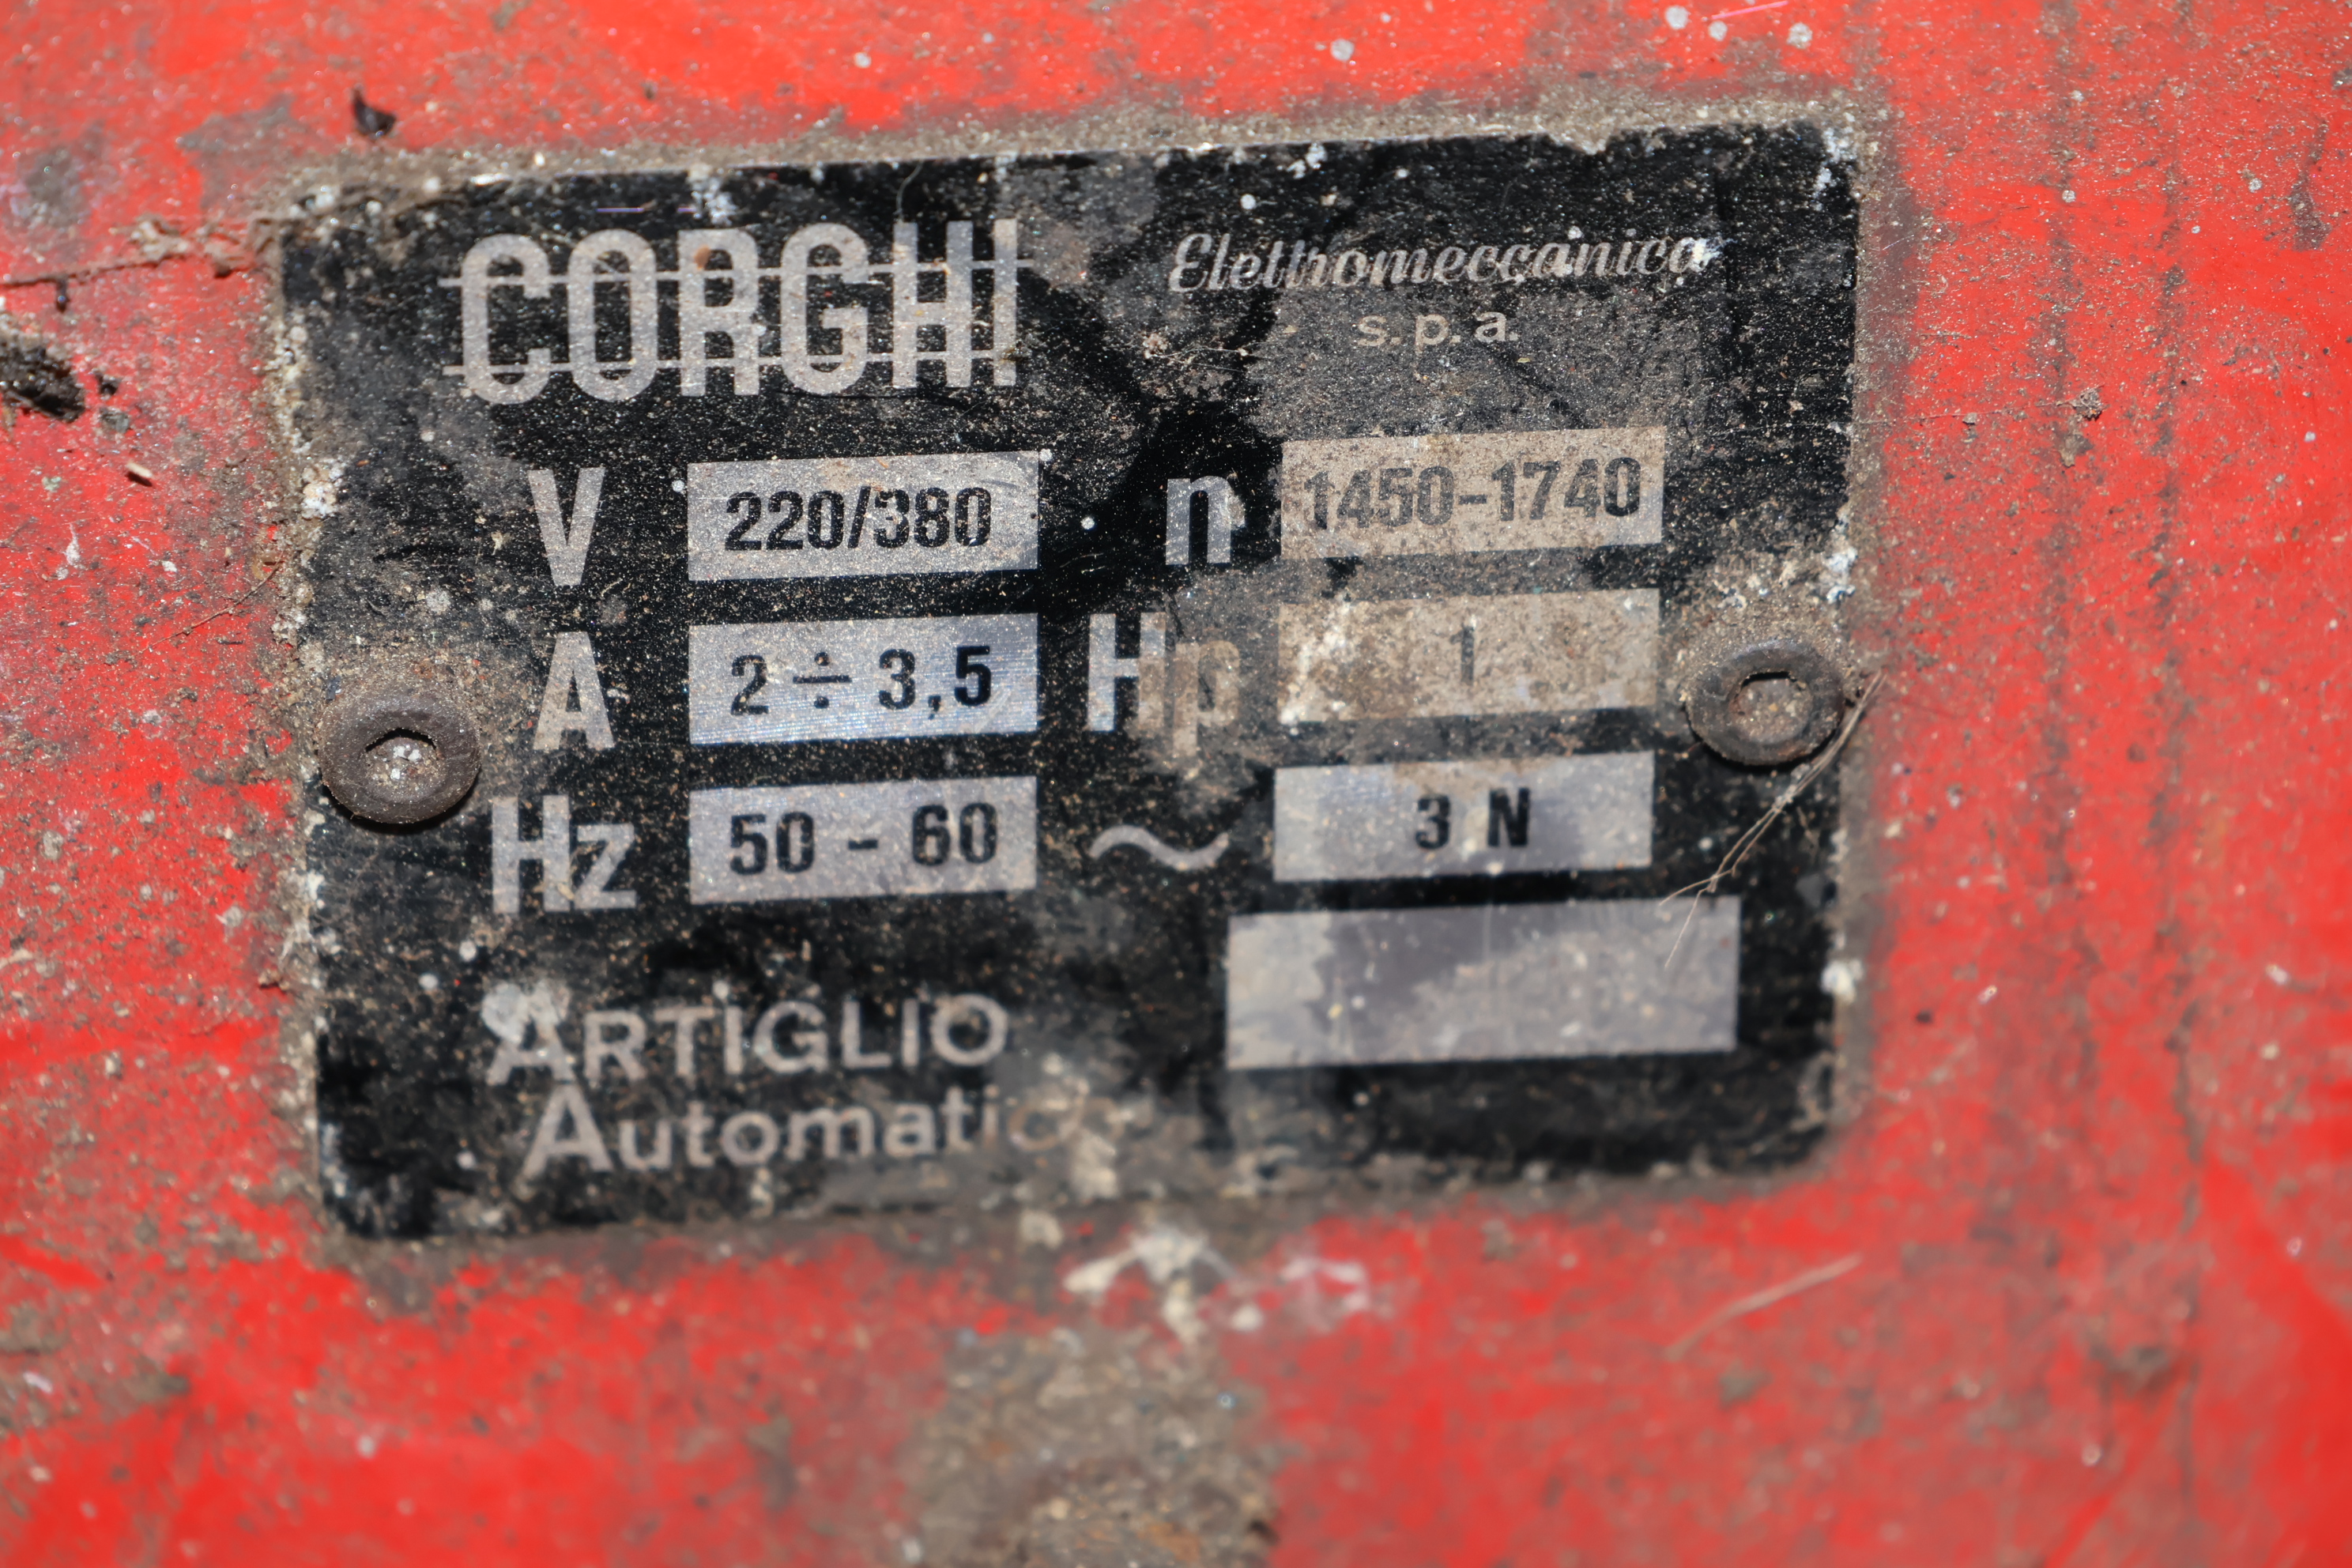 CORGHI Elettromeccanica
s.p.a.
V 220/380 n 1450-1740
A 2÷3,5 Hp 1
Hz 50-60 ~ 3 N
ARTIGLIO
Automatic